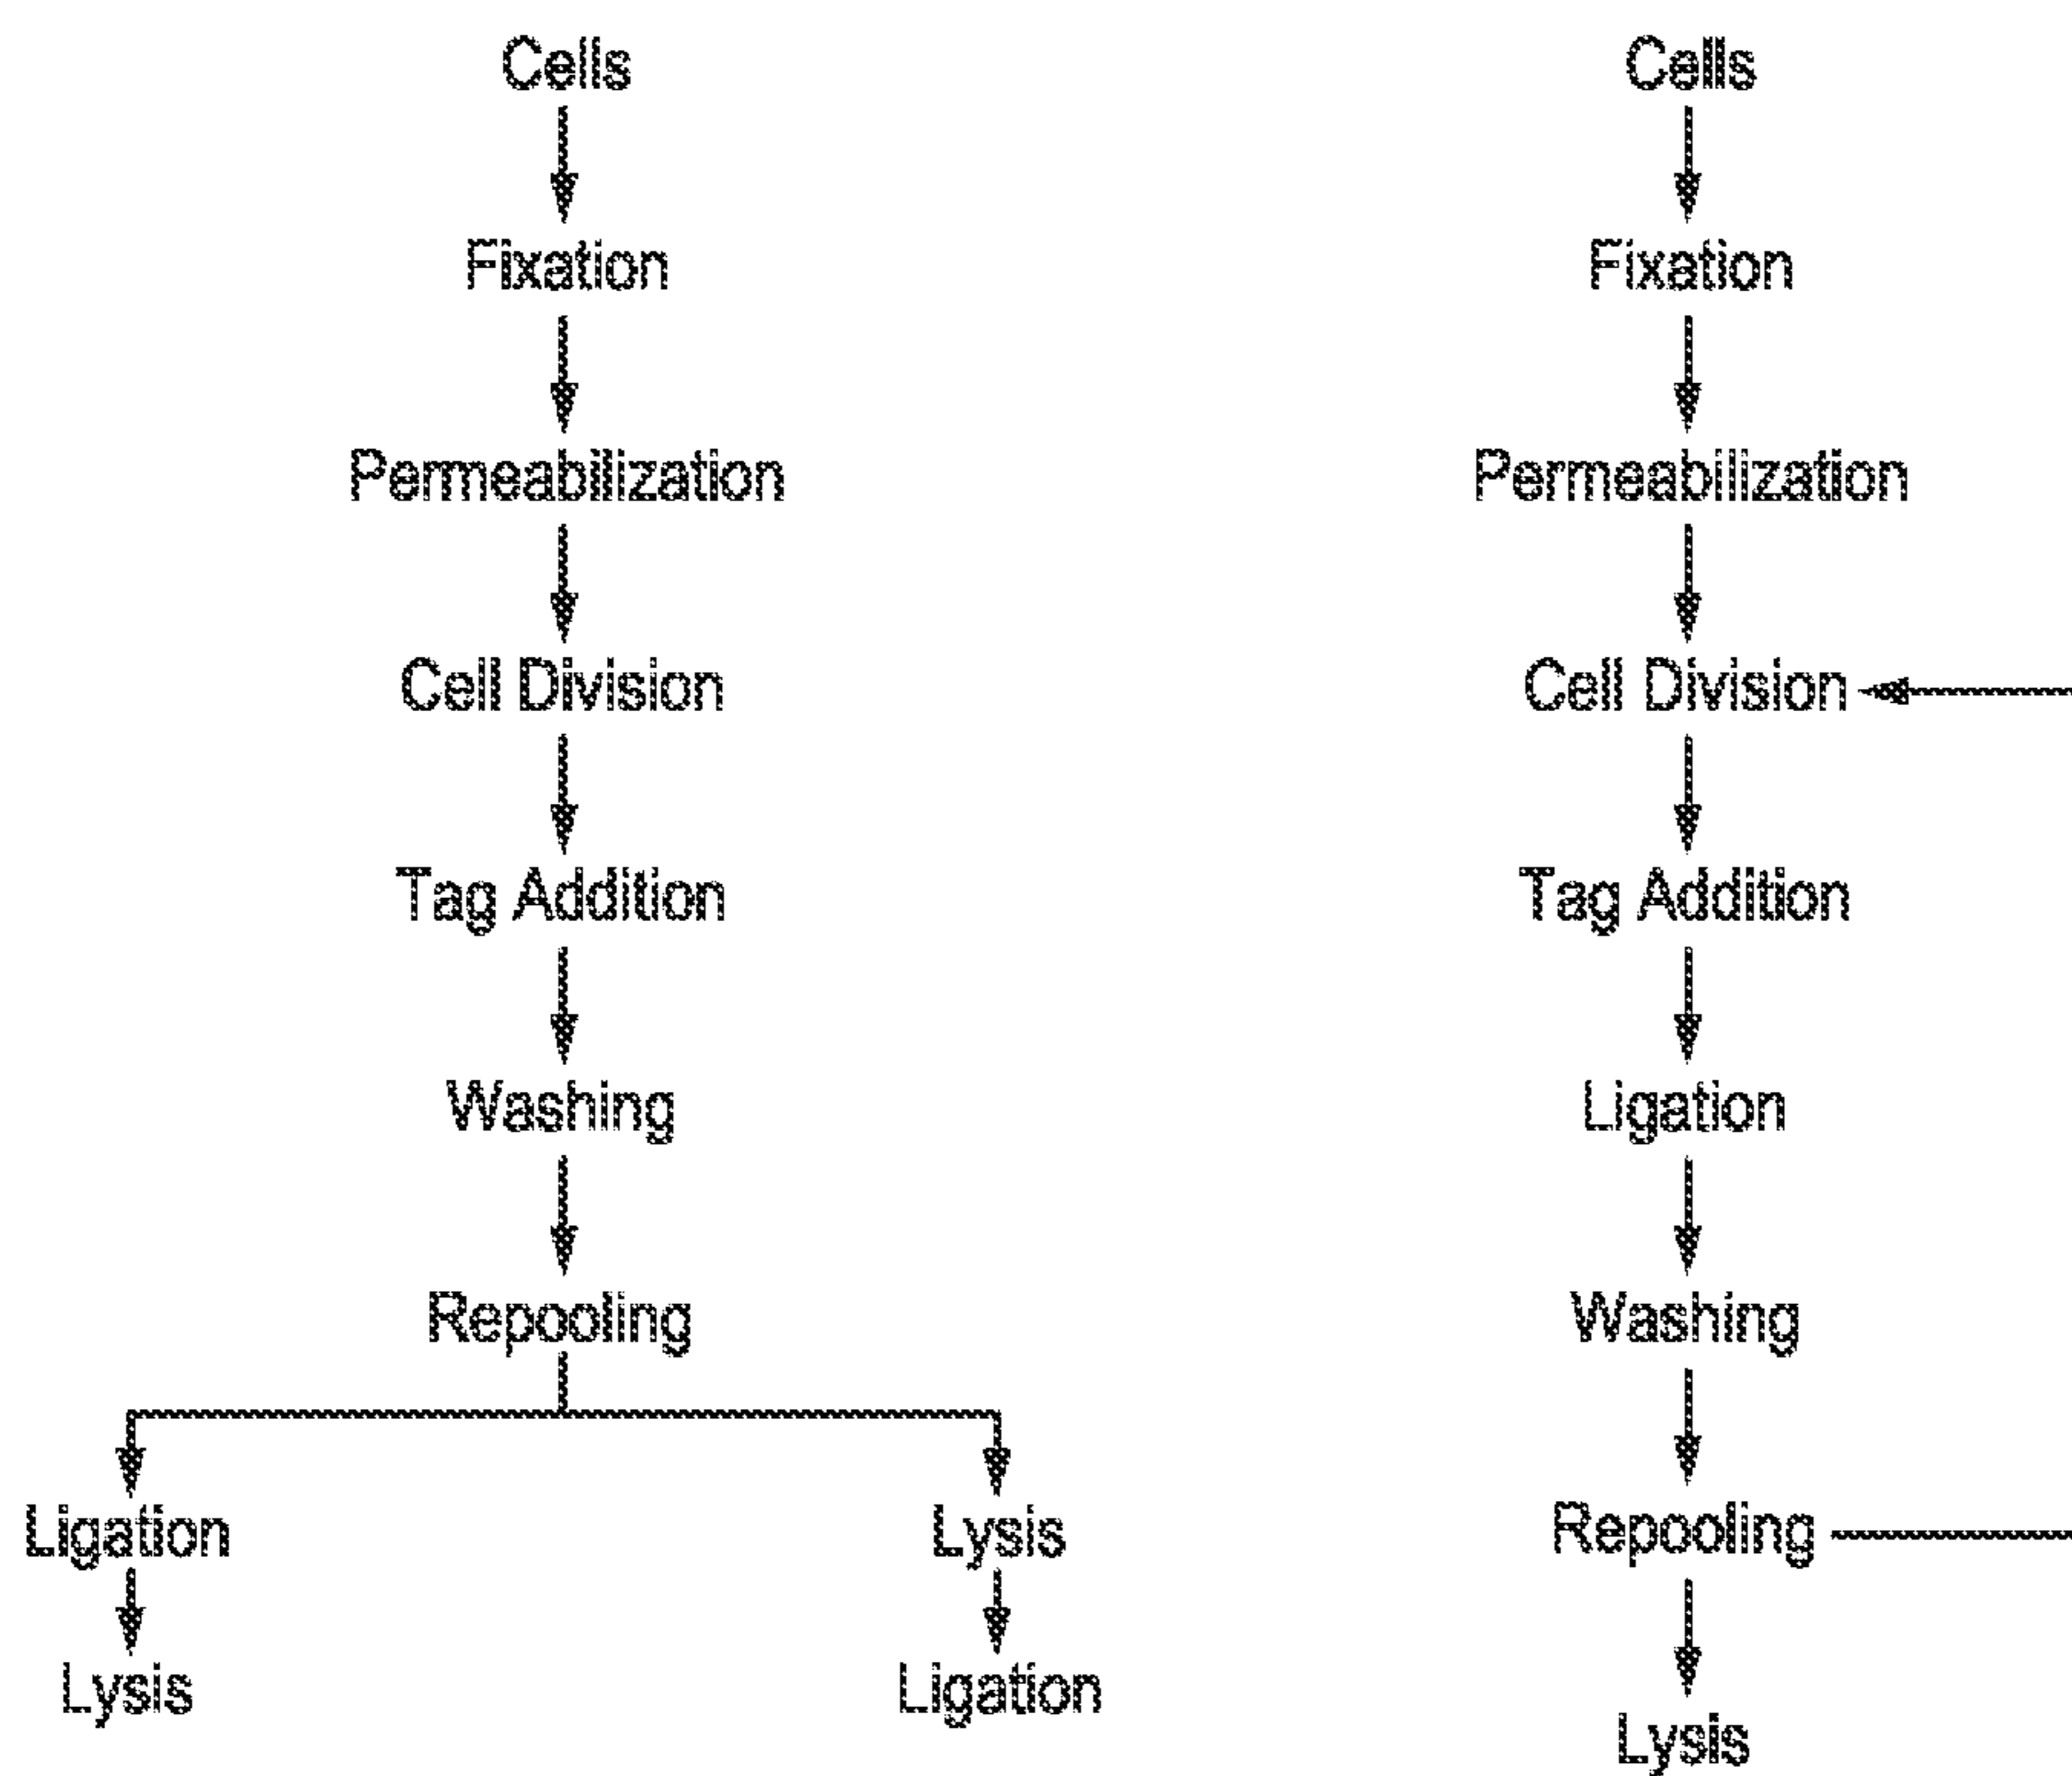 Cells
Fixation
Permeabilization
Cell Division
Tag Addition
Washing
Repooling
Ligation
Lysis
Lysis
Ligation
Cells
Fixation
Permeabilization
Cell Division
Tag Addition
Ligation
Washing
Repooling
Lysis